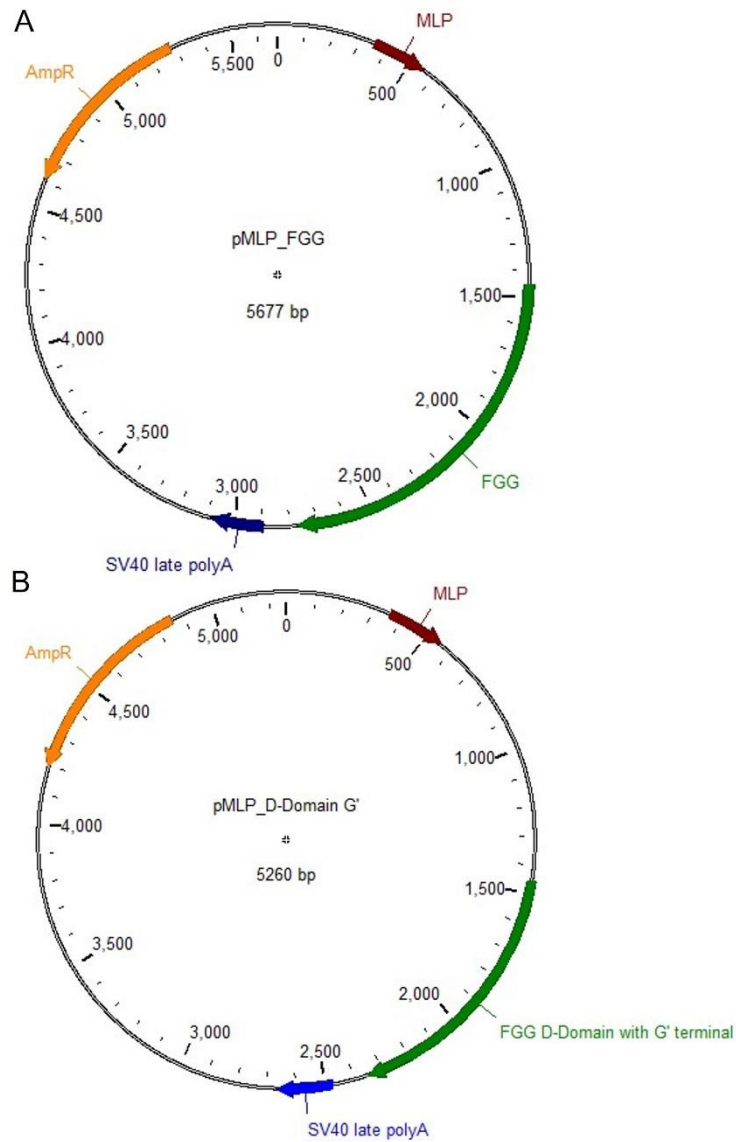 A
MLP
0
5,500
500
AmpR
5,000
1,000
4,500
pMLP_FGG
5677 bp
1,500
4,000
2,000
3,500
2,500
FGG
3,000
SV40 late polyA
B
MLP
0
5,000
500
AmpR
4,500
1,000
pMLP_D-Domain G'
4,000
5260 bp
1,500
3,500
2,000
FGG D-Domain with G' terminal
3,000
2,500
SV40 late polyA